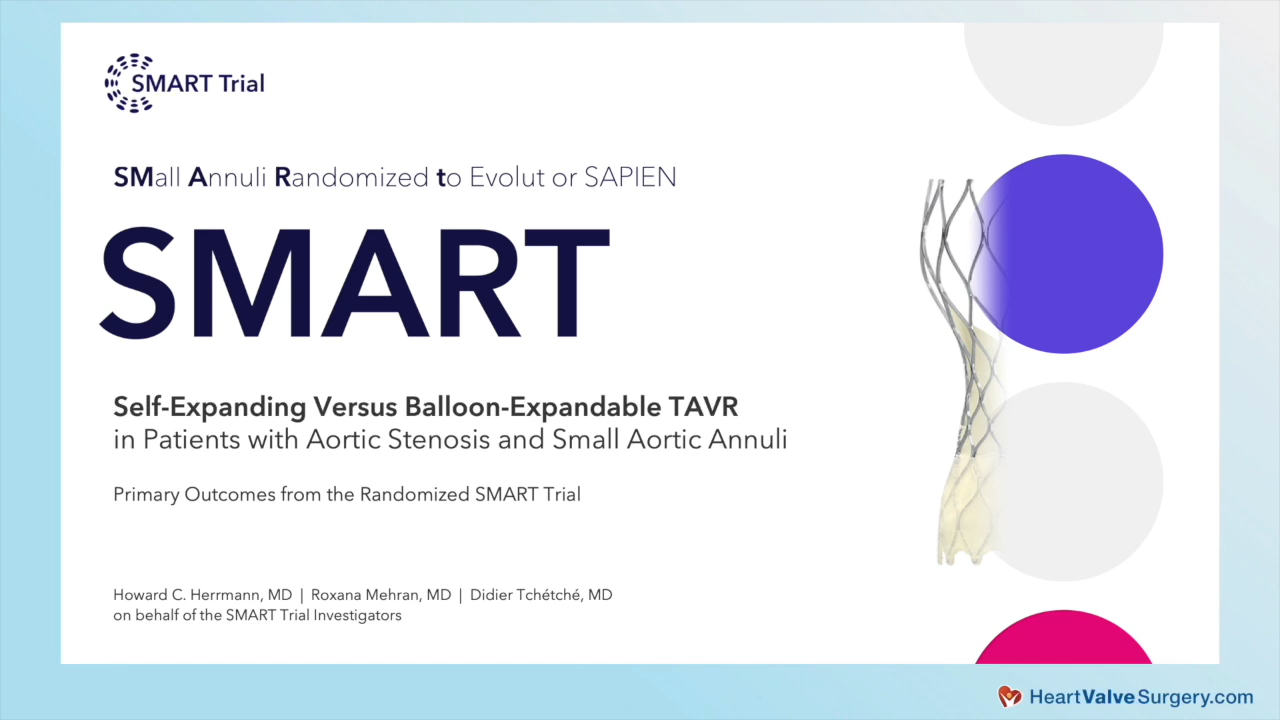 SMART Trial
SMall Annuli Randomized to Evolut or SAPIEN
SMART
Self-Expanding Versus Balloon-Expandable TAVR
in Patients with Aortic Stenosis and Small Aortic Annuli
Primary Outcomes from the Randomized SMART Trial
Howard C. Herrmann, MD | Roxana Mehran, MD | Didier Tchétché, MD
on behalf of the SMART Trial Investigators
HeartValveSurgery.com